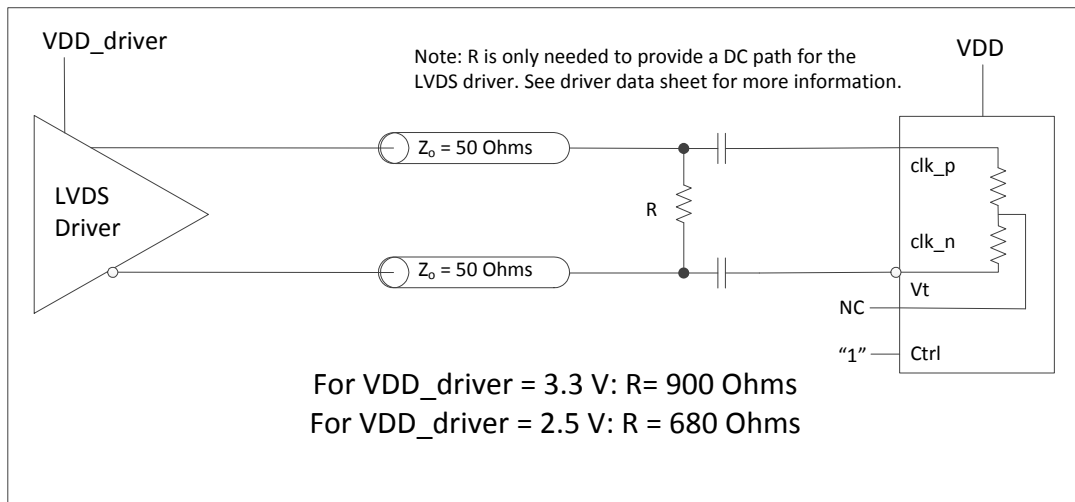 VDD_driver
Note: R is only needed to provide a DC path for the
LVDS driver. See driver data sheet for more information.
VDD
Zo = 50 Ohms
clk_p
LVDS
Driver
R
clk_n
Zo = 50 Ohms
Vt
NC
“1”
Ctrl
For VDD_driver = 3.3 V: R= 900 Ohms
For VDD_driver = 2.5 V: R = 680 Ohms